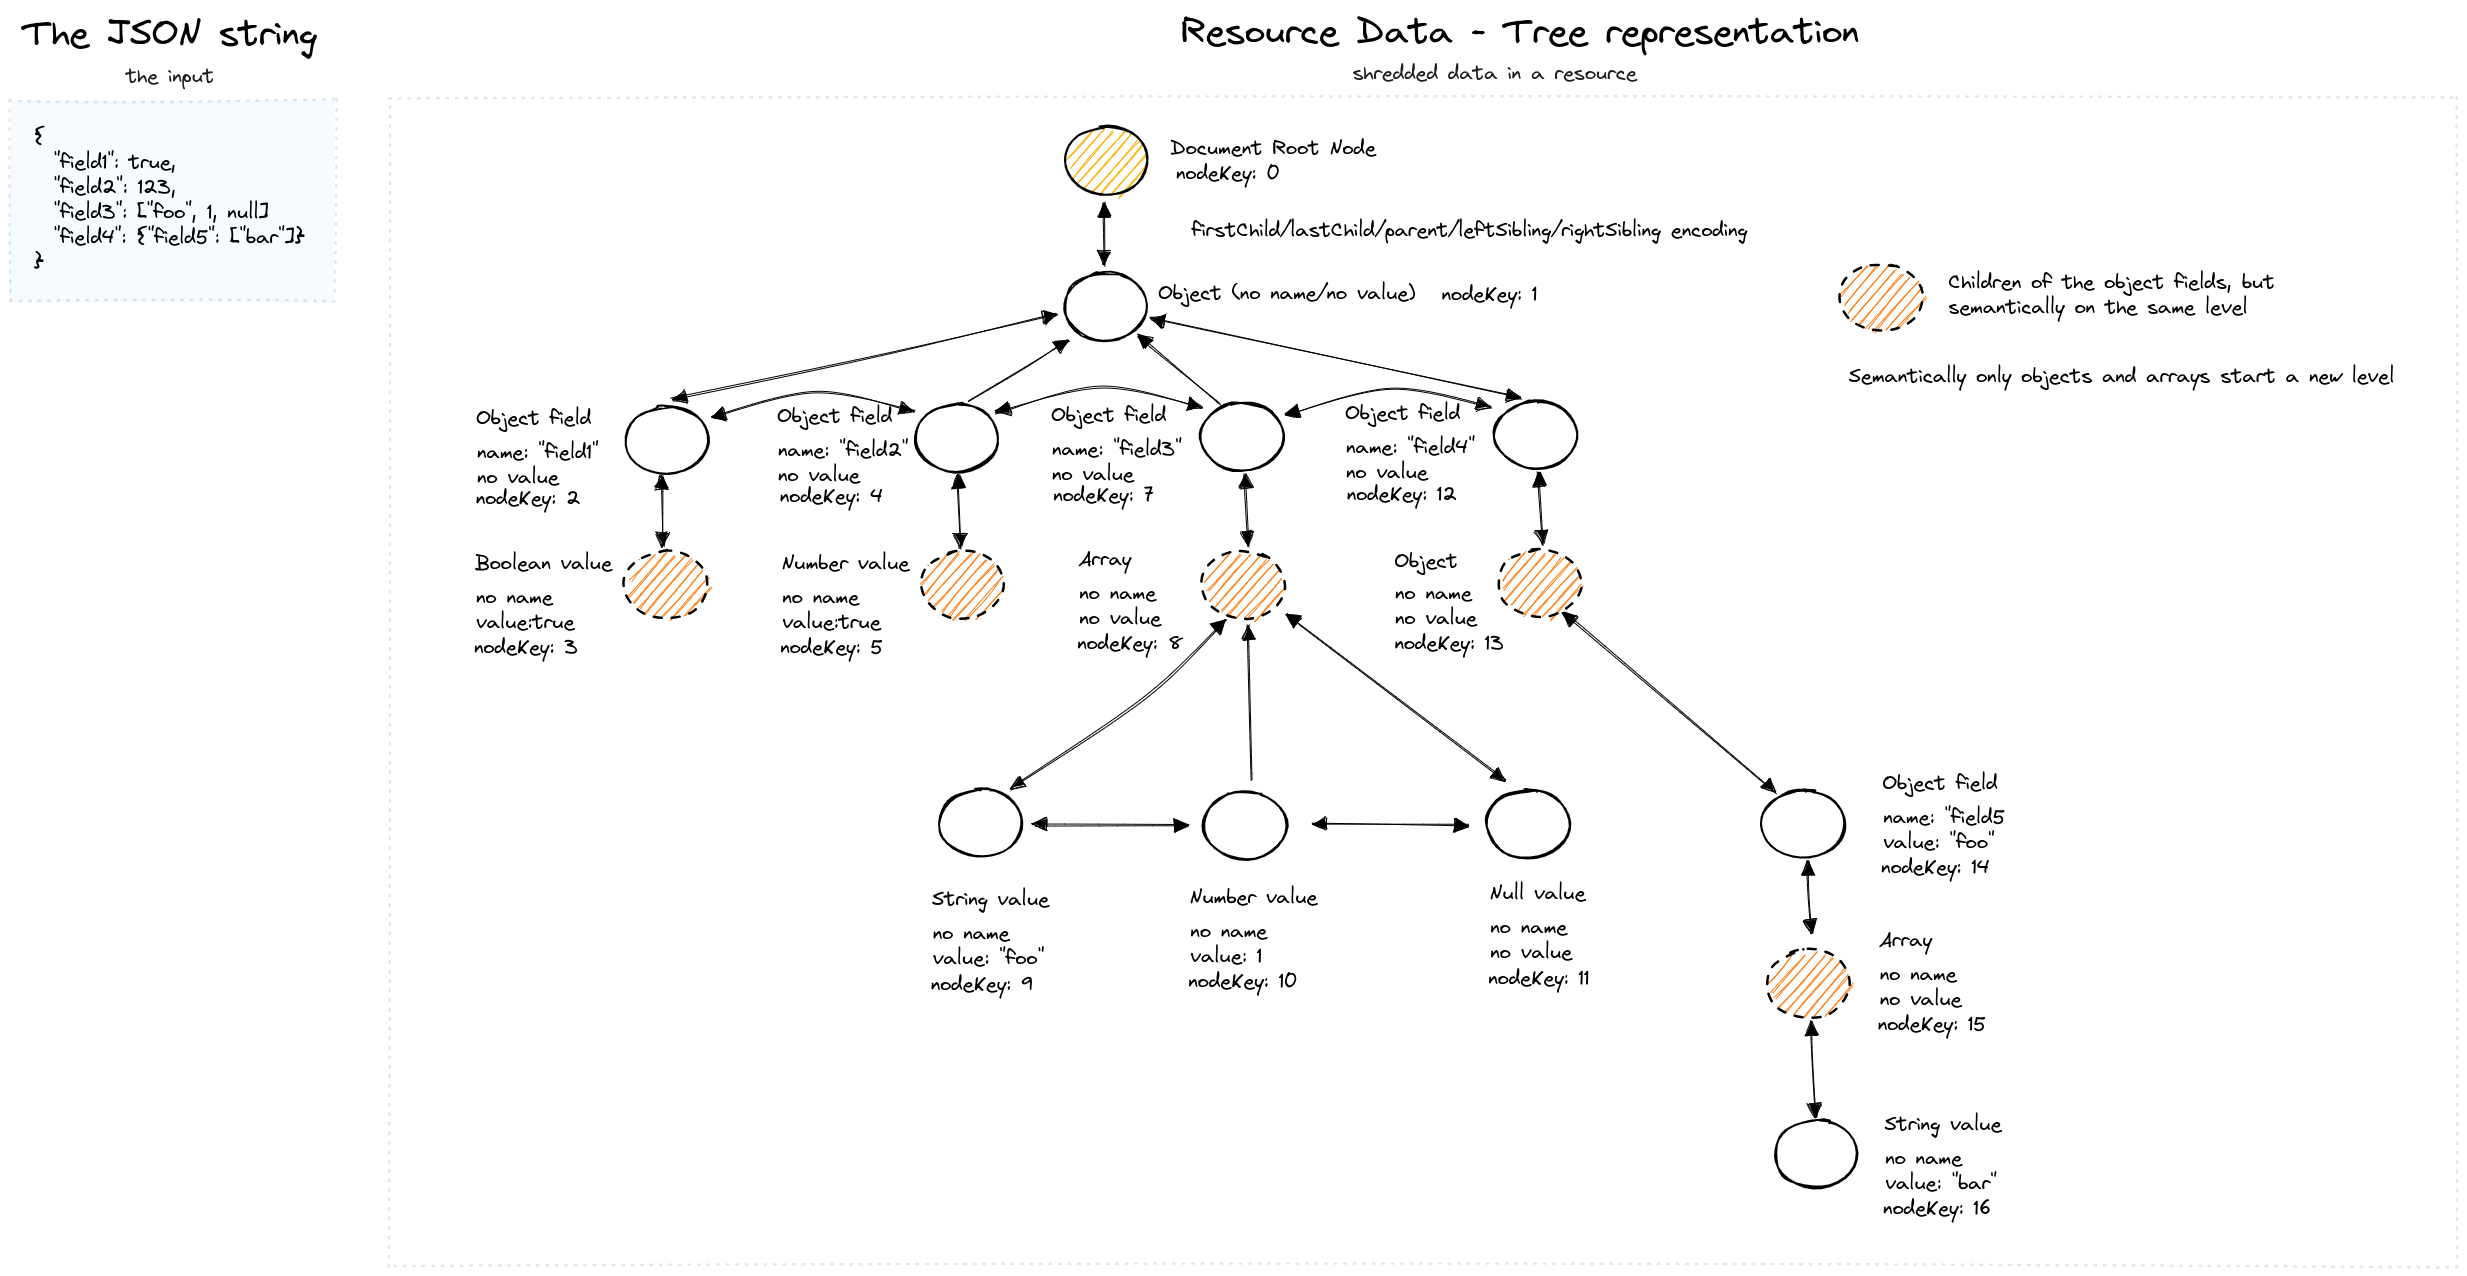 The JSON string
the input
{
"field1": true,
"field2": 123,
"field3": ["foo", 1, null]
"field4": {"field5": ["bar"]}
}
Resource Data - Tree representation
shredded data in a resource
Document Root Node
nodeKey: 0
firstChild/lastChild/parent/leftSibling/rightSibling encoding
Object (no name/no value) nodeKey: 1
Children of the object fields, but
semantically on the same level
Semantically only objects and arrays start a new level
Object field
name: "field1"
no value
nodeKey: 2
Object field
name: "field2"
no value
nodeKey: 4
Object field
name: "field3"
no value
nodeKey: 7
Object field
name: "field4"
no value
nodeKey: 12
Boolean value
no name
value:true
nodeKey: 3
Number value
no name
value:true
nodeKey: 5
Array
no name
no value
nodeKey: 8
Object
no name
no value
nodeKey: 13
String value
no name
value: "foo"
nodeKey: 9
Number value
no name
value: 1
nodeKey: 10
Null value
no name
no value
nodeKey: 11
Object field
name: "field5
value: "foo"
nodeKey: 14
Array
no name
no value
nodeKey: 15
String value
no name
value: "bar"
nodeKey: 16